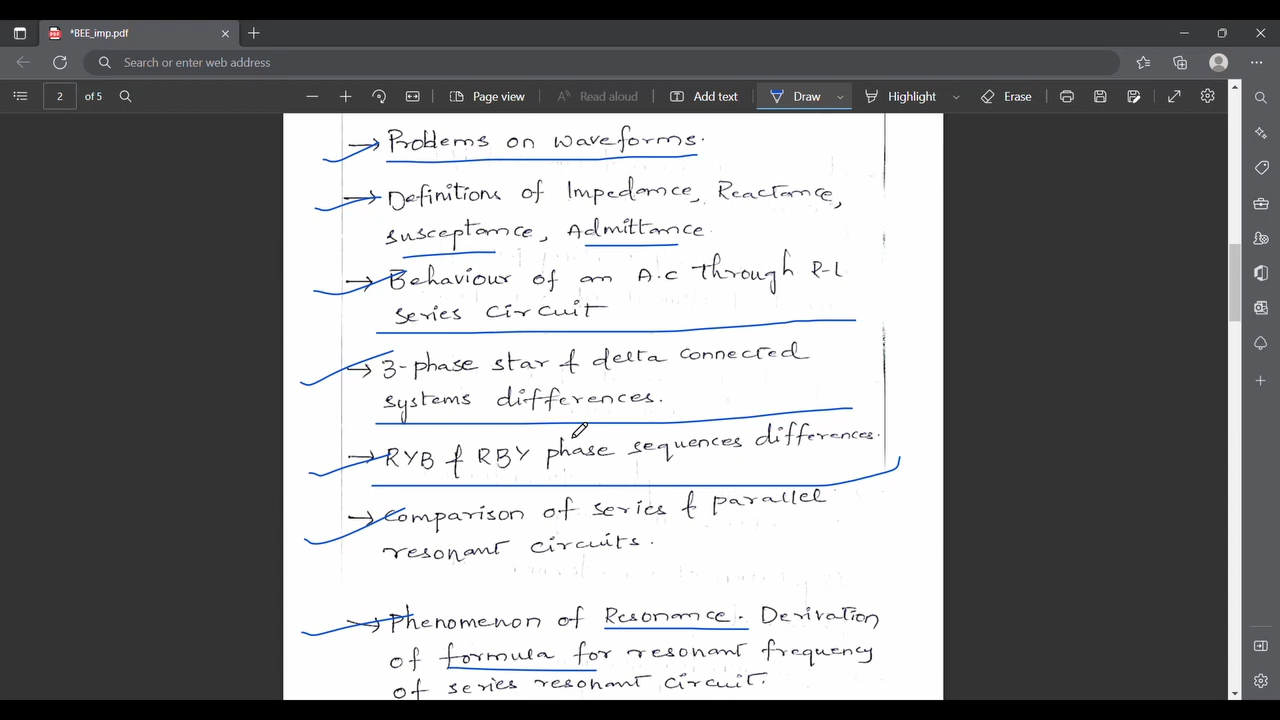 *BEE_imp.pdf
Search or enter web address
2 of 5 Page view Read aloud Add text Draw Highlight Erase
→ Problems on waveforms.
→ Definitions of Impedance, Reactance,
susceptance, Admittance.
→ Behaviour of an A.C through R-L
series circuit
→ 3-phase star & delta connected
systems differences.
→ RYB & RBY phase sequences differences.
→ Comparison of series & parallel
resonant circuits.
→ Phenomenon of Resonance. Derivation
of formula for resonant frequency
of series resonant circuit.